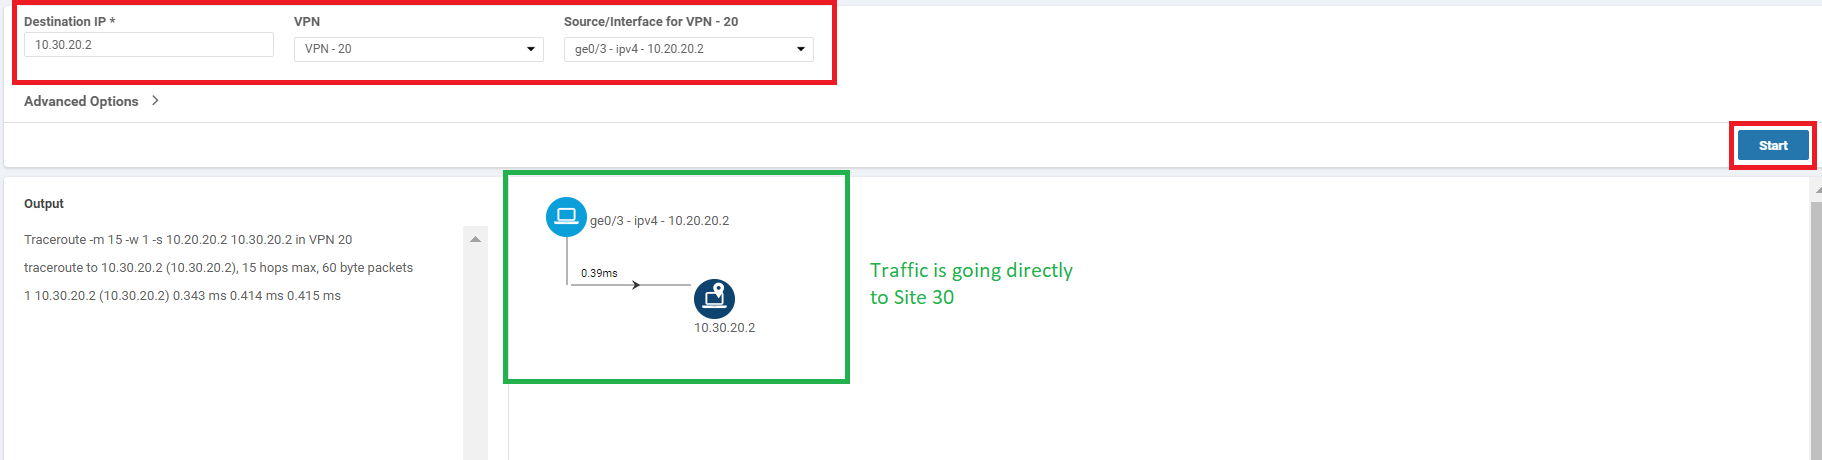 Destination IP * VPN Source/Interface for VPN - 20
10.30.20.2 VPN - 20 ge0/3 - ipv4 - 10.20.20.2
Advanced Options
Start
Output
Traceroute -m 15 -w 1 -s 10.20.20.2 10.30.20.2 in VPN 20
traceroute to 10.30.20.2 (10.30.20.2), 15 hops max, 60 byte packets
1 10.30.20.2 (10.30.20.2) 0.343 ms 0.414 ms 0.415 ms
ge0/3 - ipv4 - 10.20.20.2
0.39ms
10.30.20.2
Traffic is going directly
to Site 30